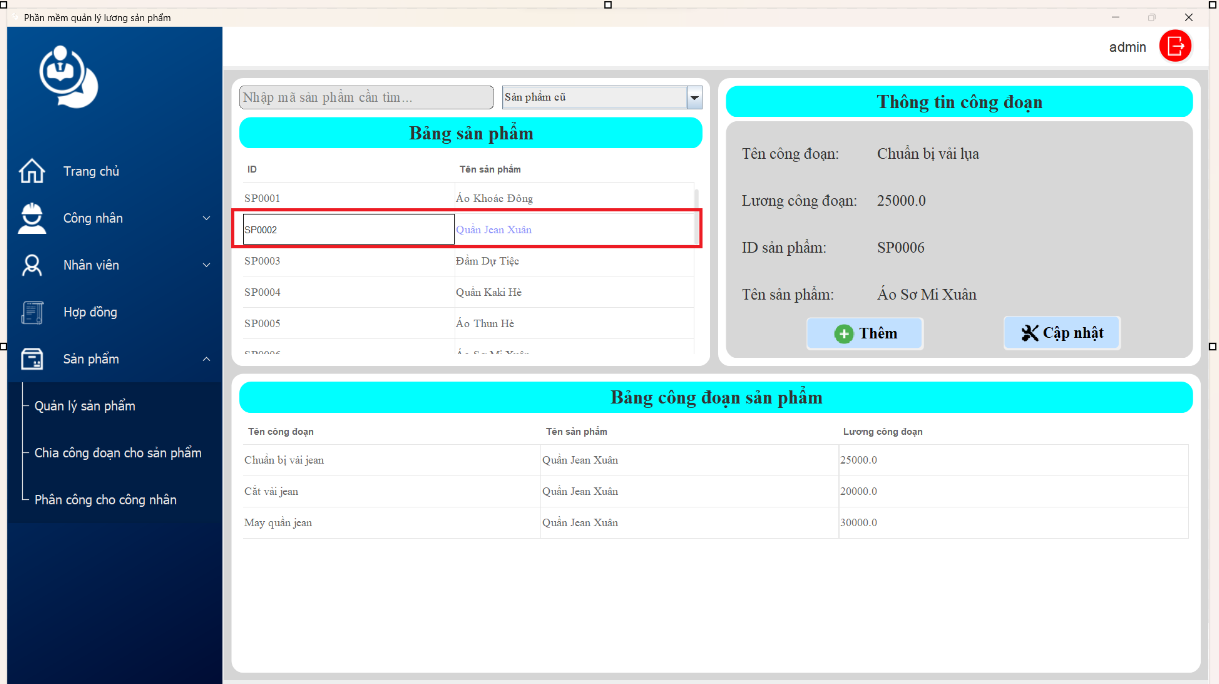 Phần mềm quản lý lương sản phẩm
admin
Trang chủ
Công nhân
Nhân viên
Hợp đồng
Sản phẩm
Quản lý sản phẩm
Chia công đoạn cho sản phẩm
Phân công cho công nhân
Nhập mã sản phẩm cần tìm...
Sản phẩm cũ
Bảng sản phẩm
ID Tên sản phẩm
SP0001 Áo Khoác Đông
SP0002 Quần Jean Xuân
SP0003 Đầm Dự Tiệc
SP0004 Quần Kaki Hè
SP0005 Áo Thun Hè
SP0006 Áo Sơ Mi Xuân
Thông tin công đoạn
Tên công đoạn: Chuẩn bị vải lụa
Lương công đoạn: 25000.0
ID sản phẩm: SP0006
Tên sản phẩm: Áo Sơ Mi Xuân
Thêm
Cập nhật
Bảng công đoạn sản phẩm
Tên công đoạn Tên sản phẩm Lương công đoạn
Chuẩn bị vải jean Quần Jean Xuân 25000.0
Cắt vải jean Quần Jean Xuân 20000.0
May quần jean Quần Jean Xuân 30000.0